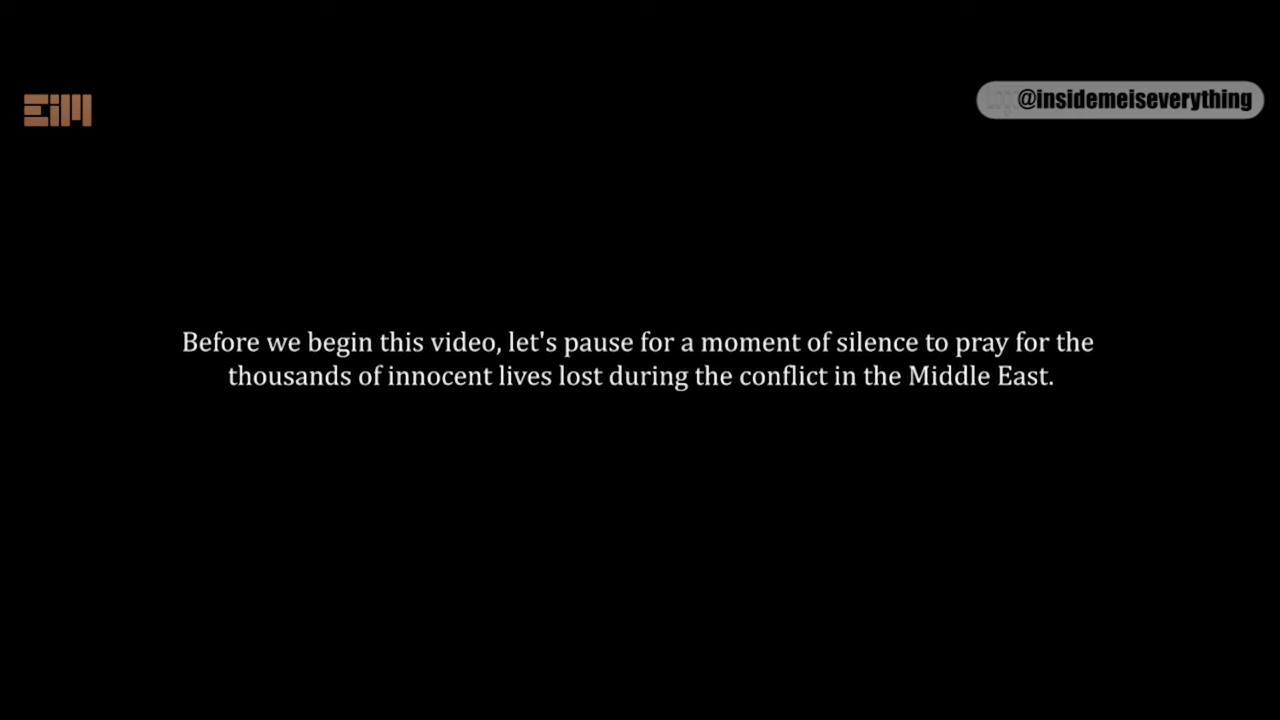 EiM
@insidemeiseverything
Before we begin this video, let's pause for a moment of silence to pray for the
thousands of innocent lives lost during the conflict in the Middle East.